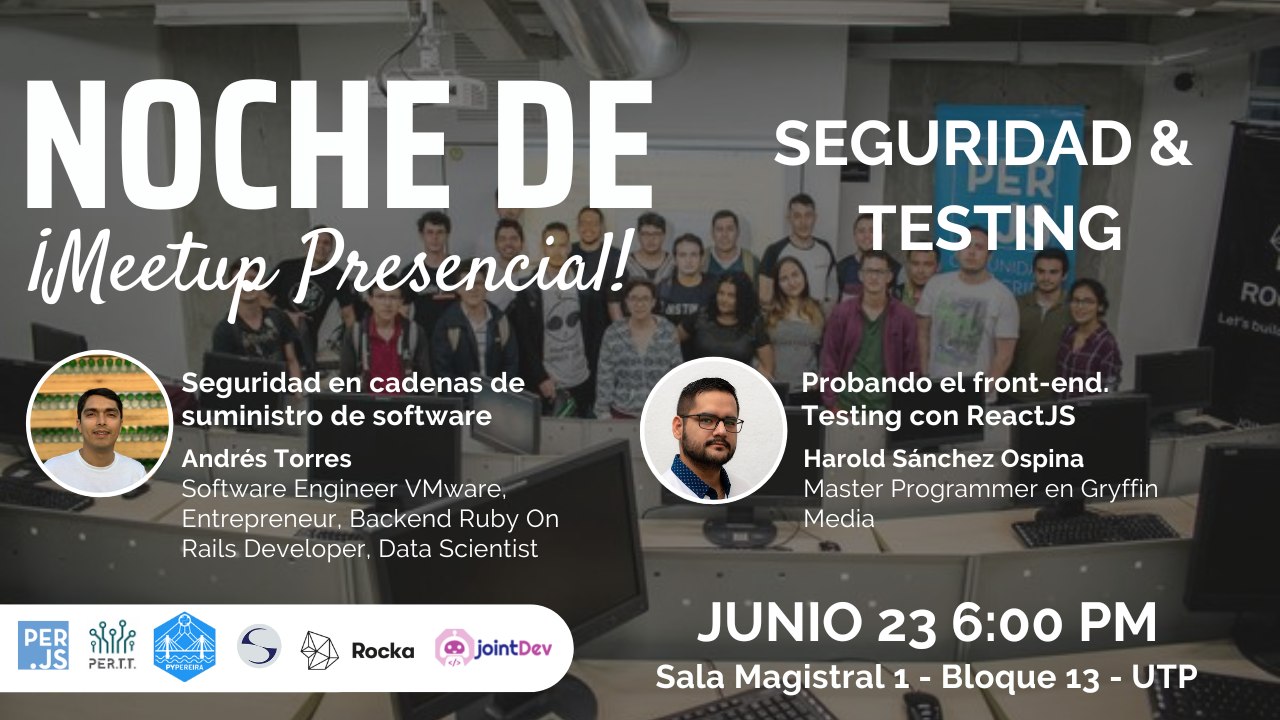 NOCHE DE
¡Meetup Presencial!
SEGURIDAD &
TESTING
PER
JS
Seguridad en cadenas de
suministro de software
Andrés Torres
Software Engineer VMware,
Entrepreneur, Backend Ruby On
Rails Developer, Data Scientist
Probando el front-end.
Testing con ReactJS
Harold Sánchez Ospina
Master Programmer en Gryffin
Media
JUNIO 23 6:00 PM
Sala Magistral 1 - Bloque 13 - UTP
PER
.JS
PER.T.T.
PYPEREIRA
Rocka
jointDev